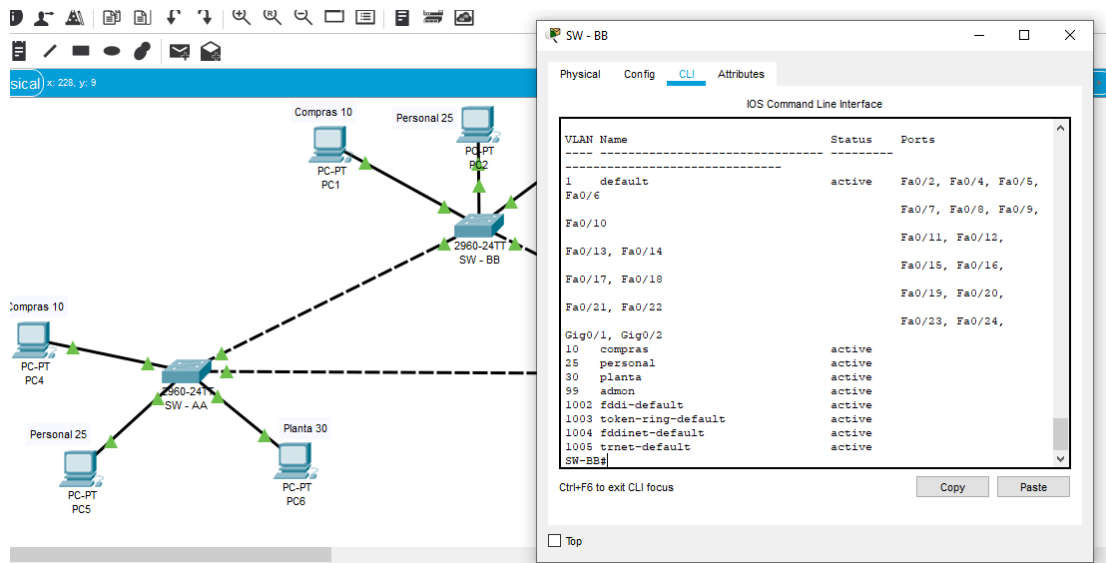 sical x: 228, y: 9
Compras 10
Personal 25
PC-PT
PC1
PC-PT
PC2
2960-24TT
SW - BB
Compras 10
PC-PT
PC4
2960-24TT
SW - AA
Personal 25
Planta 30
PC-PT
PC5
PC-PT
PC6
SW - BB
Physical Config CLI Attributes
IOS Command Line Interface
VLAN Name Status Ports
---- -------------------------------- ---------
-------------------------------
1 default active Fa0/2, Fa0/4, Fa0/5,
Fa0/6
Fa0/7, Fa0/8, Fa0/9,
Fa0/10
Fa0/11, Fa0/12,
Fa0/13, Fa0/14
Fa0/15, Fa0/16,
Fa0/17, Fa0/18
Fa0/19, Fa0/20,
Fa0/21, Fa0/22
Fa0/23, Fa0/24,
Gig0/1, Gig0/2
10 compras active
25 personal active
30 planta active
99 admon active
1002 fddi-default active
1003 token-ring-default active
1004 fddinet-default active
1005 trnet-default active
SW-BB#
Ctrl+F6 to exit CLI focus
Copy Paste
Top